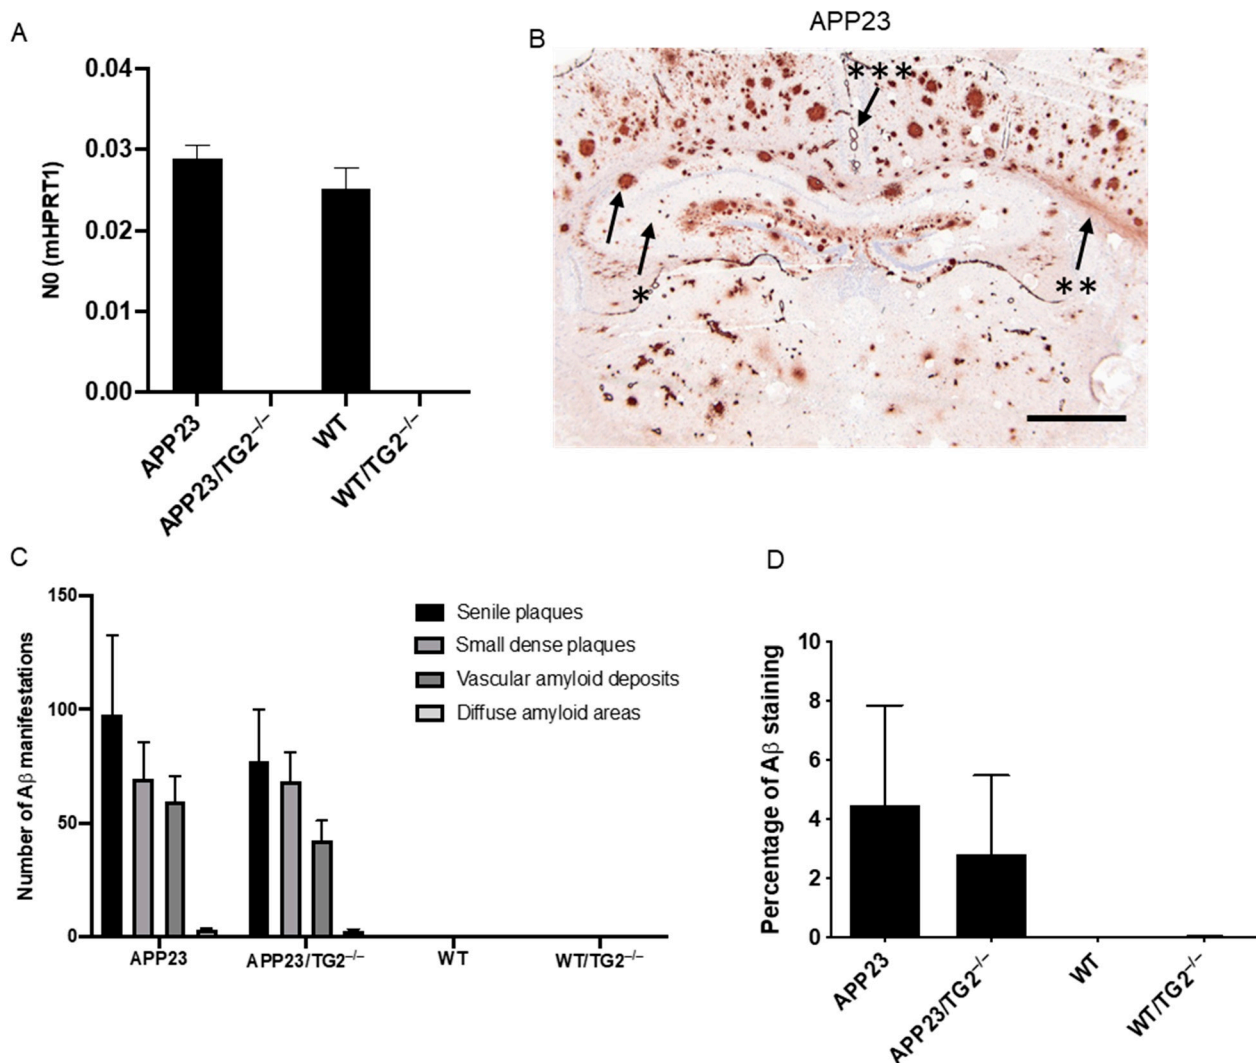 A
0.04
0.03
0.02
0.01
0.00
N0 (mHPRT1)
APP23
APP23/TG2⁻/⁻
WT
WT/TG2⁻/⁻
B
APP23
***
*
**
C
150
100
50
0
Number of Aβ manifestations
Senile plaques
Small dense plaques
Vascular amyloid deposits
Diffuse amyloid areas
APP23
APP23/TG2⁻/⁻
WT
WT/TG2⁻/⁻
D
10
8
6
4
2
0
Percentage of Aβ staining
APP23
APP23/TG2⁻/⁻
WT
WT/TG2⁻/⁻